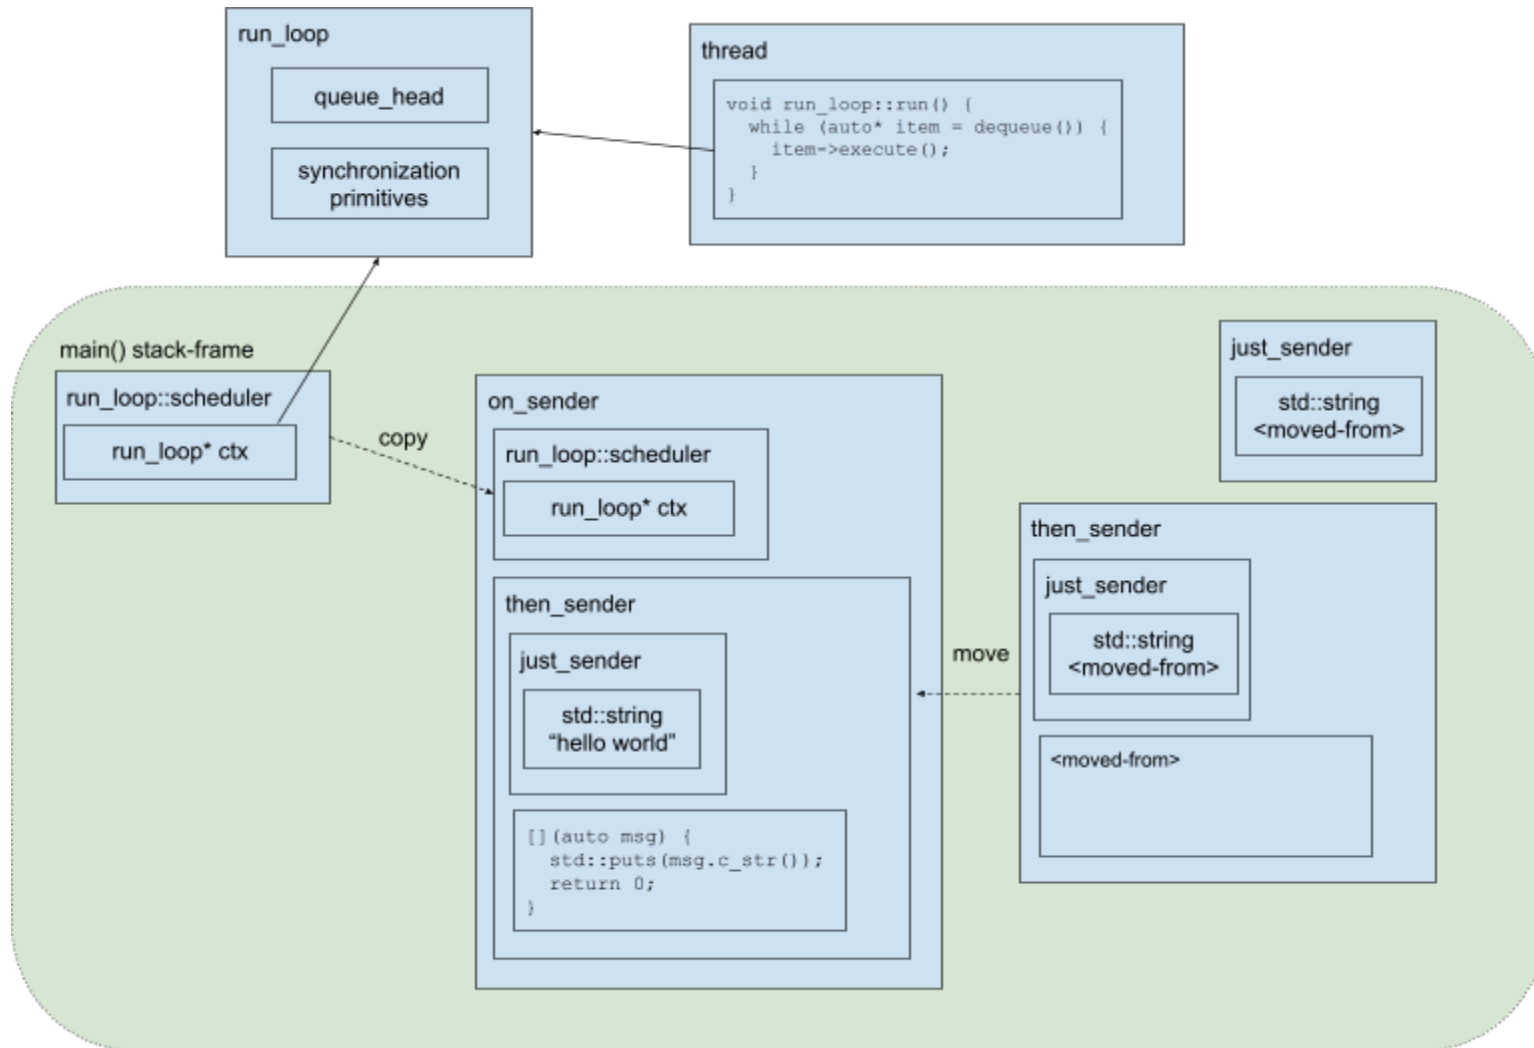 run_loop
queue_head
synchronization
primitives
thread
void run_loop::run() {
  while (auto* item = dequeue()) {
    item->execute();
  }
}
main() stack-frame
run_loop::scheduler
run_loop* ctx
copy
on_sender
run_loop::scheduler
run_loop* ctx
then_sender
just_sender
std::string
“hello world”
[](auto msg) {
  std::puts(msg.c_str());
  return 0;
}
move
just_sender
std::string
<moved-from>
then_sender
just_sender
std::string
<moved-from>
<moved-from>